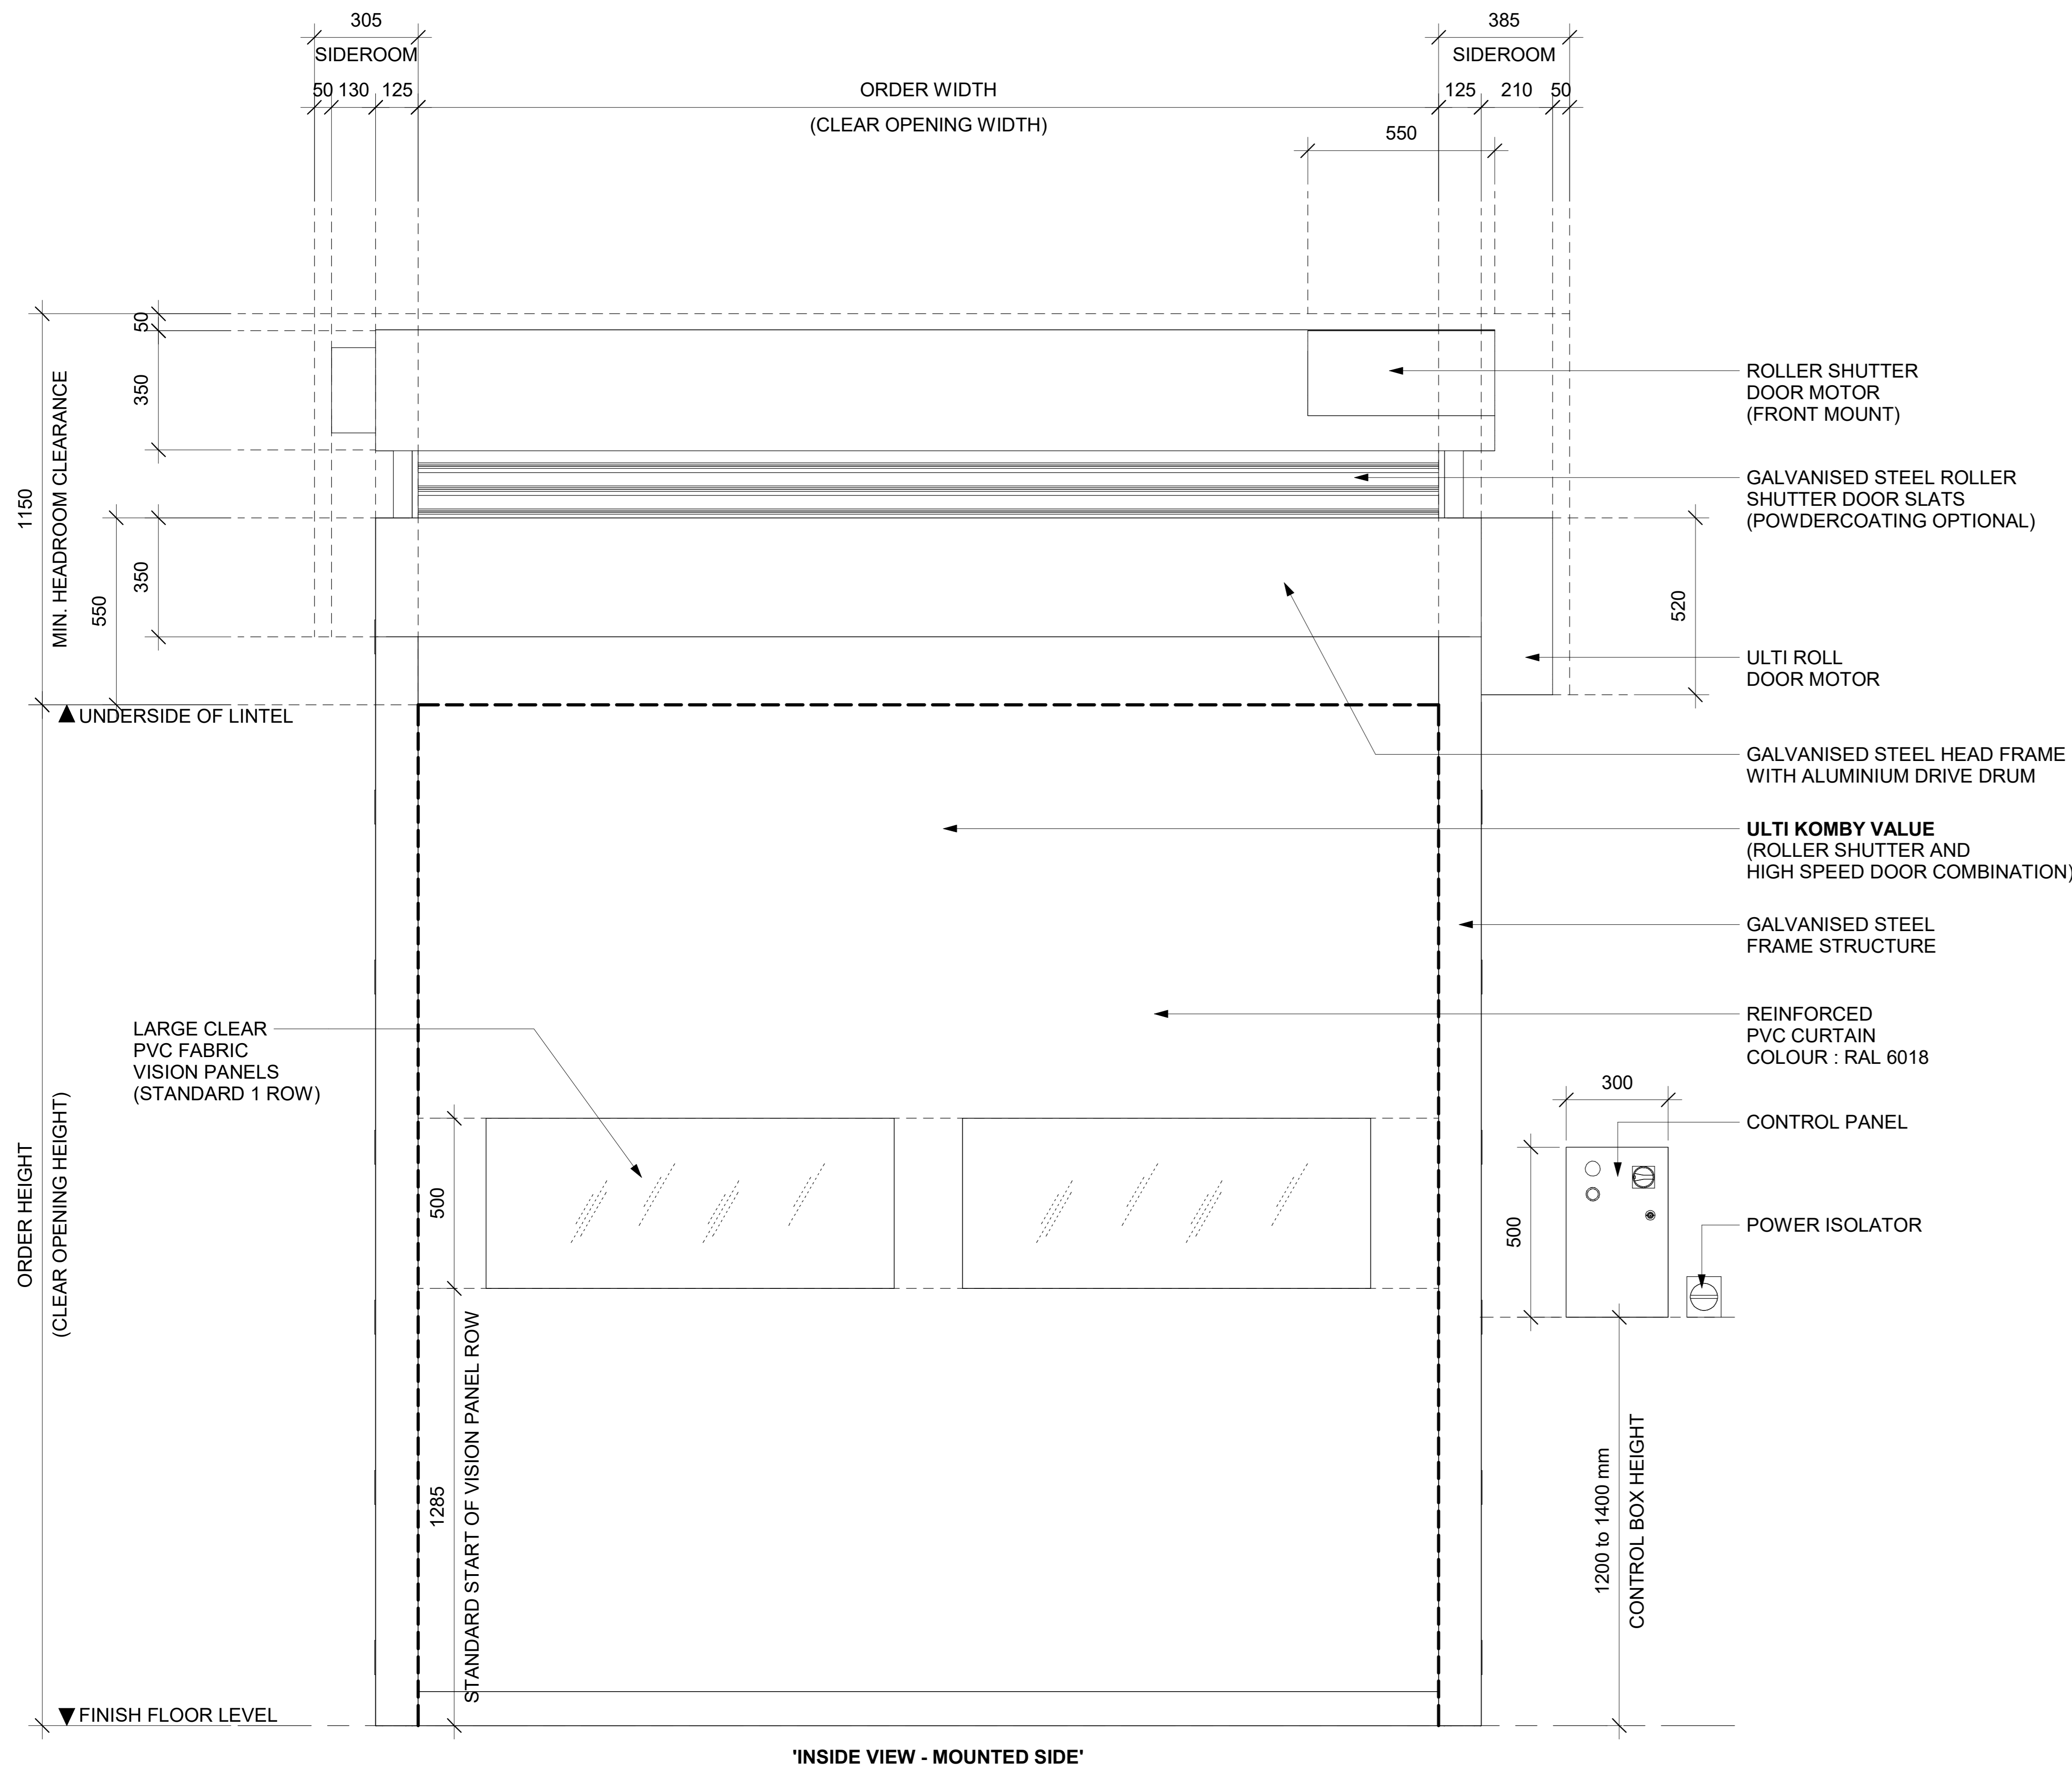 305
SIDEROOM
50 130 125
ORDER WIDTH
(CLEAR OPENING WIDTH)
385
SIDEROOM
125 210 50
550
50
350
1150
MIN. HEADROOM CLEARANCE
350
550
520
ROLLER SHUTTER
DOOR MOTOR
(FRONT MOUNT)
GALVANISED STEEL ROLLER
SHUTTER DOOR SLATS
(POWDERCOATING OPTIONAL)
ULTI ROLL
DOOR MOTOR
UNDERSIDE OF LINTEL
GALVANISED STEEL HEAD FRAME
WITH ALUMINIUM DRIVE DRUM
ULTI KOMBY VALUE
(ROLLER SHUTTER AND
HIGH SPEED DOOR COMBINATION)
GALVANISED STEEL
FRAME STRUCTURE
REINFORCED
PVC CURTAIN
COLOUR : RAL 6018
LARGE CLEAR
PVC FABRIC
VISION PANELS
(STANDARD 1 ROW)
300
CONTROL PANEL
500
POWER ISOLATOR
500
ORDER HEIGHT
(CLEAR OPENING HEIGHT)
1285
STANDARD START OF VISION PANEL ROW
1200 to 1400 mm
CONTROL BOX HEIGHT
FINISH FLOOR LEVEL
'INSIDE VIEW - MOUNTED SIDE'